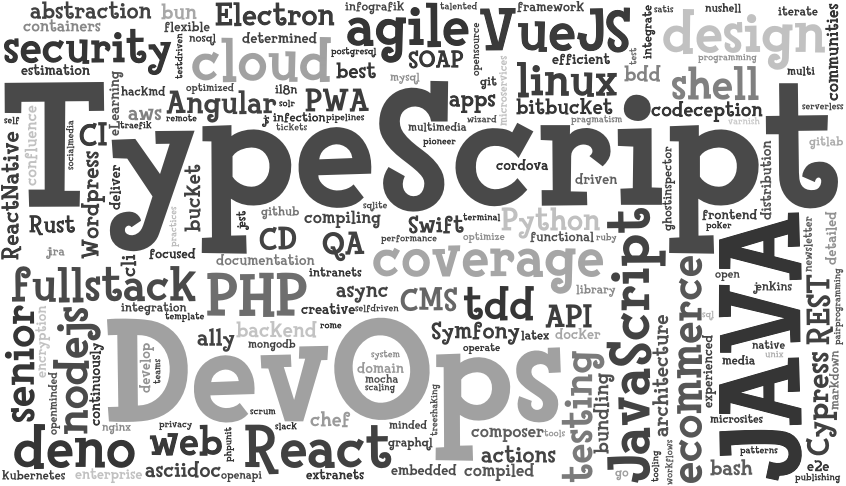 abstraction
bun
Electron
infografik
talented
framework
nushell
satis
iterate
containers
flexible
agile
VueJS
integrate
design
communities
security
nosql
determined
postgresql
opensource
test
programming
testdriven
cloud
SOAP
efficient
estimation
best
mysql
git
linux
bdd
shell
multi
hackmd
optimized
il8n
microservices
eLearning
aws
Angular
solr
PWA
apps
bitbucket
codeception
serverless
self
confluence
socialmedia
CI
traefik
remote
js
infection
pipelines
tickets
multimedia
wizard
pragmatism
varnish
pioneer
gitlab
TypeScript
ReactNative
Wordpress
deliver
bucket
cordova
driven
ghostinspector
distribution
practices
jest
github
sqlite
compiling
Swift
terminal
Python
frontend
Rust
poker
CD
QA
performance
optimize
functional
ruby
jra
focused
cli
documentation
intranets
coverage
newsletter
detailed
fullstack
PHP
async
CMS
tdd
library
JavaScript
ecommerce
open
jenkins
JAVA
REST
pairprogramming
integration
template
creative
selfdriven
API
sql
senior
encryption
nodejs
backend
rome
ally
mongodb
Symfony
latex
docker
architecture
experienced
native
unix
media
Cypress
markdown
DevOps
develop
teams
system
domain
mocha
scaling
operate
openminded
continuously
treeshaking
testing
bundling
microsites
nginx
privacy
scrum
slack
chef
minded
composer
tools
deno
web
phpunit
React
graphql
actions
patterns
Kubernetes
enterprise
asciidoc
openapi
extranets
embedded
compiled
go
tooling
workflows
bash
e2e
publishing